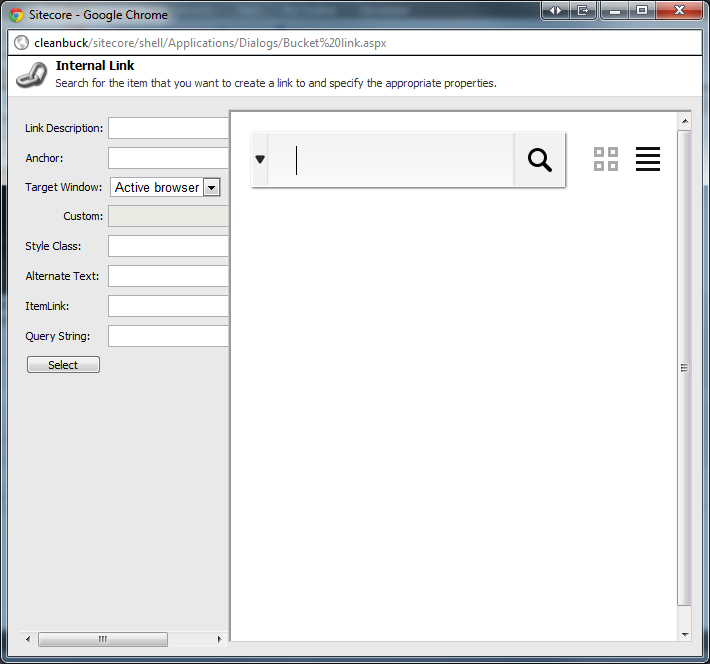 Sitecore - Google Chrome
cleanbuck/sitecore/shell/Applications/Dialogs/Bucket%20link.aspx
Internal Link
Search for the item that you want to create a link to and specify the appropriate properties.
Link Description:
Anchor:
Target Window:
Active browser
Custom:
Style Class:
Alternate Text:
ItemLink:
Query String:
Select